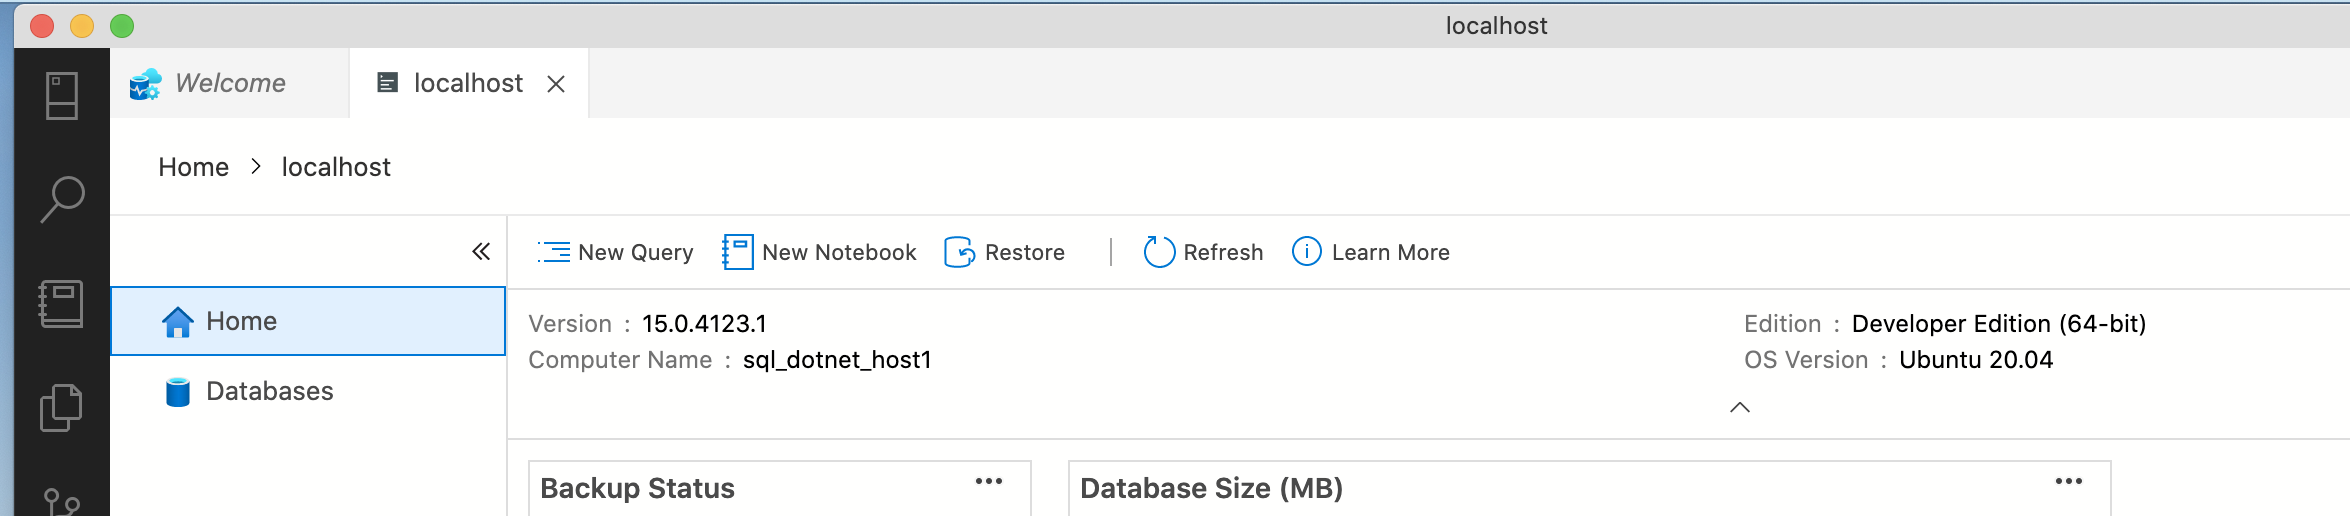 localhost
Welcome
localhost
Home > localhost
New Query
New Notebook
Restore
Refresh
Learn More
Home
Databases
Version : 15.0.4123.1
Computer Name : sql_dotnet_host1
Edition : Developer Edition (64-bit)
OS Version : Ubuntu 20.04
Backup Status
Database Size (MB)